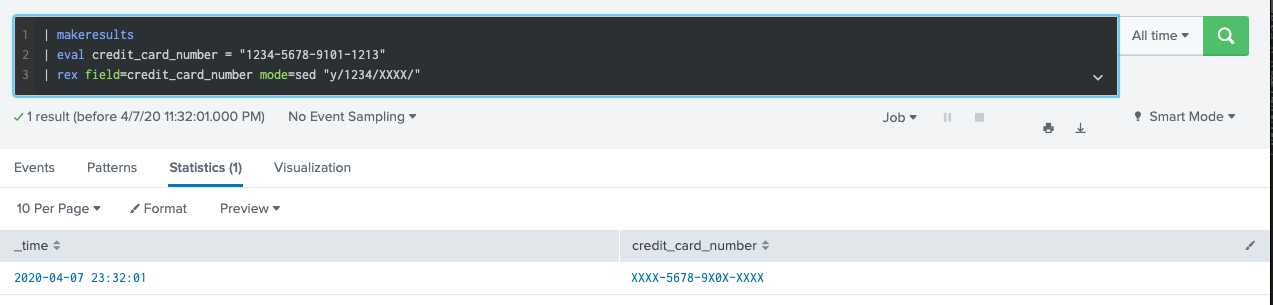 1 | makeresults
2 | eval credit_card_number = "1234-5678-9101-1213"
3 | rex field=credit_card_number mode=sed "y/1234/XXXX/"
All time
1 result (before 4/7/20 11:32:01.000 PM)
No Event Sampling
Job
Smart Mode
Events
Patterns
Statistics (1)
Visualization
10 Per Page
Format
Preview
_time
credit_card_number
2020-04-07 23:32:01
XXXX-5678-9X0X-XXXX